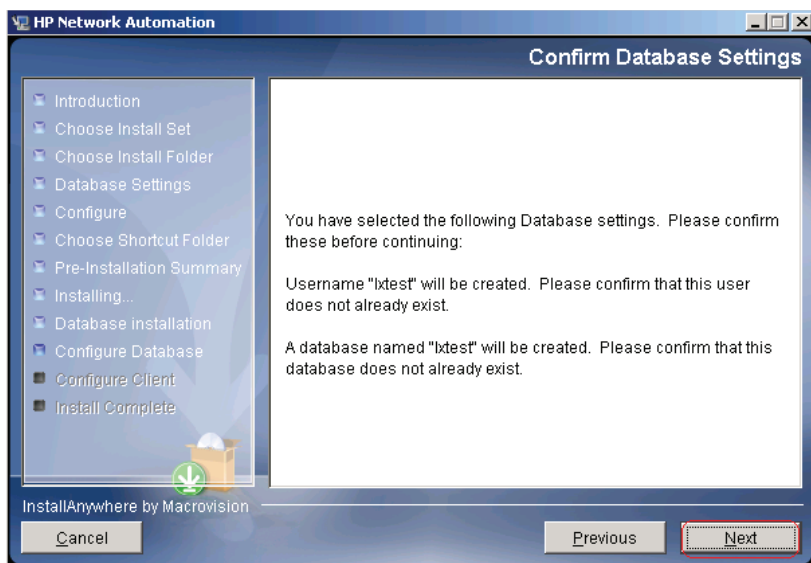 HP Network Automation
Confirm Database Settings
Introduction
Choose Install Set
Choose Install Folder
Database Settings
Configure
Choose Shortcut Folder
Pre-Installation Summary
Installing...
Database installation
Configure Database
Configure Client
Install Complete
You have selected the following Database settings. Please confirm
these before continuing:
Username "lxtest" will be created. Please confirm that this user
does not already exist.
A database named "lxtest" will be created. Please confirm that this
database does not already exist.
InstallAnywhere by Macrovision
Cancel
Previous
Next